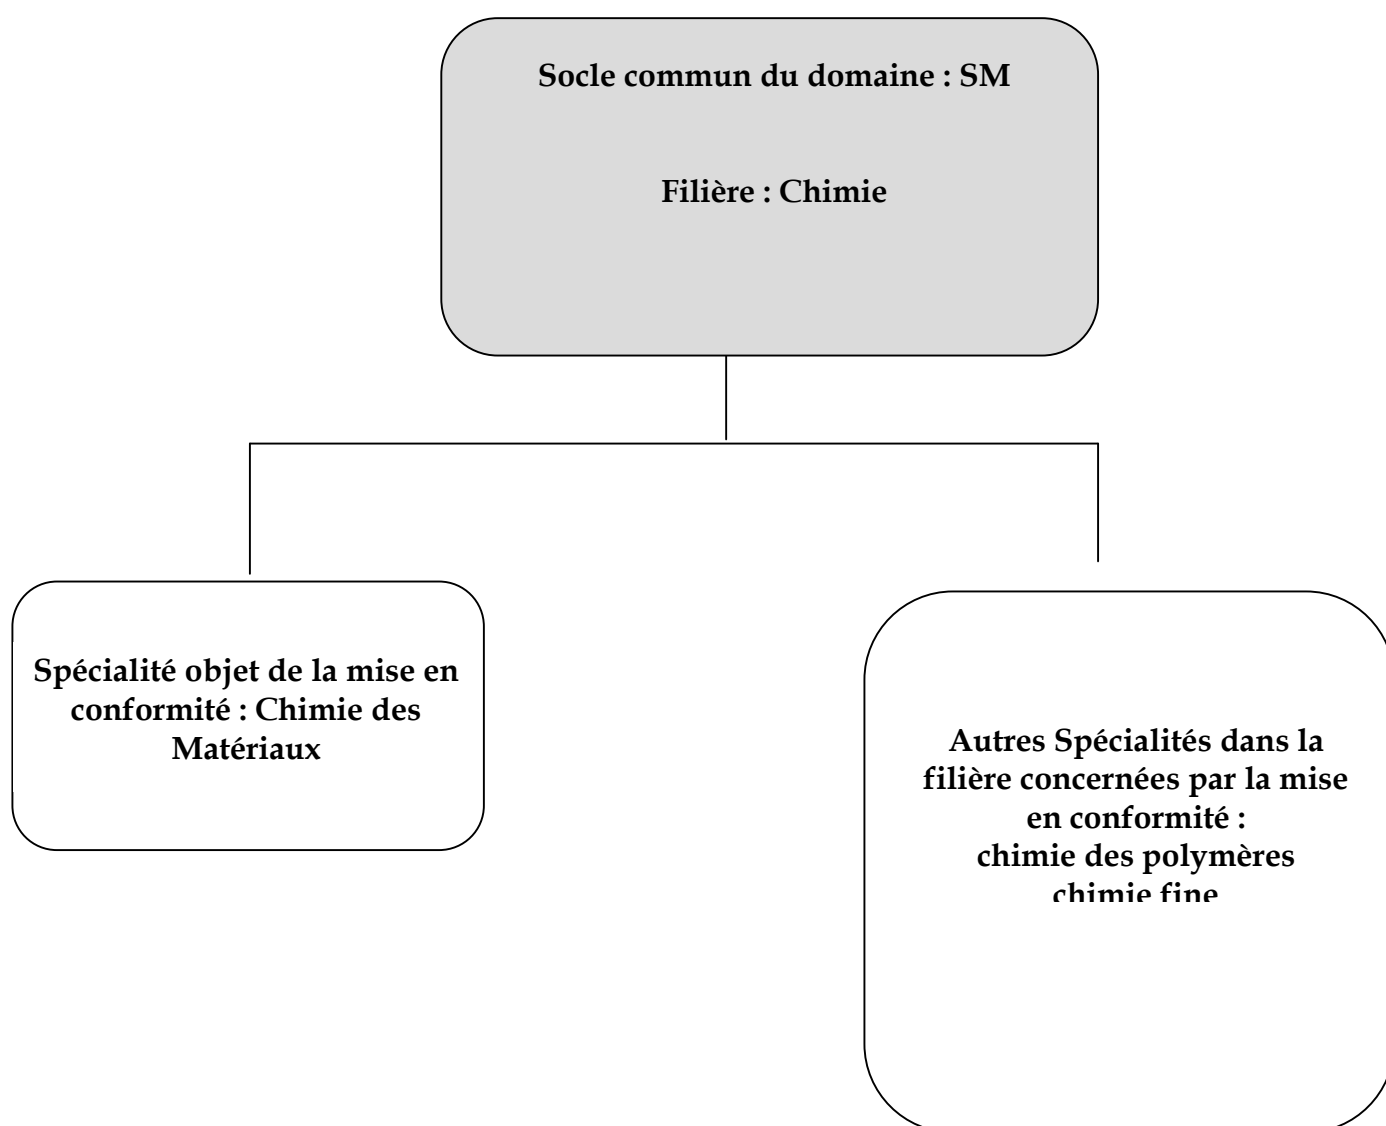 Socle commun du domaine : SM
Filière : Chimie
Spécialité objet de la mise en
conformité : Chimie des
Matériaux
Autres Spécialités dans la
filière concernées par la mise
en conformité :
chimie des polymères
chimie fine